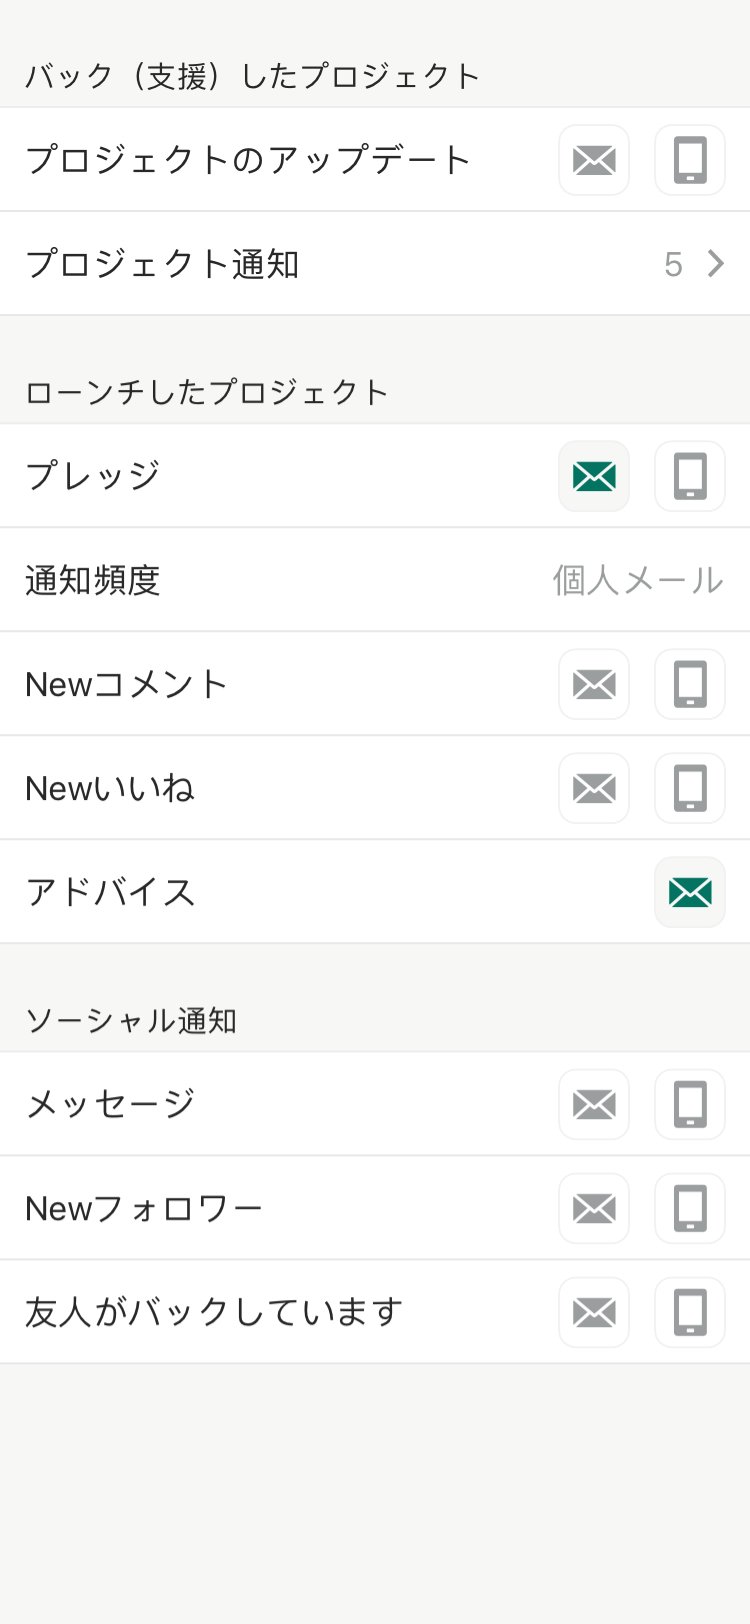 バック（支援）したプロジェクト
プロジェクトのアップデート
プロジェクト通知 5
ローンチしたプロジェクト
プレッジ
通知頻度 個人メール
Newコメント
Newいいね
アドバイス
ソーシャル通知
メッセージ
Newフォロワー
友人がバックしています